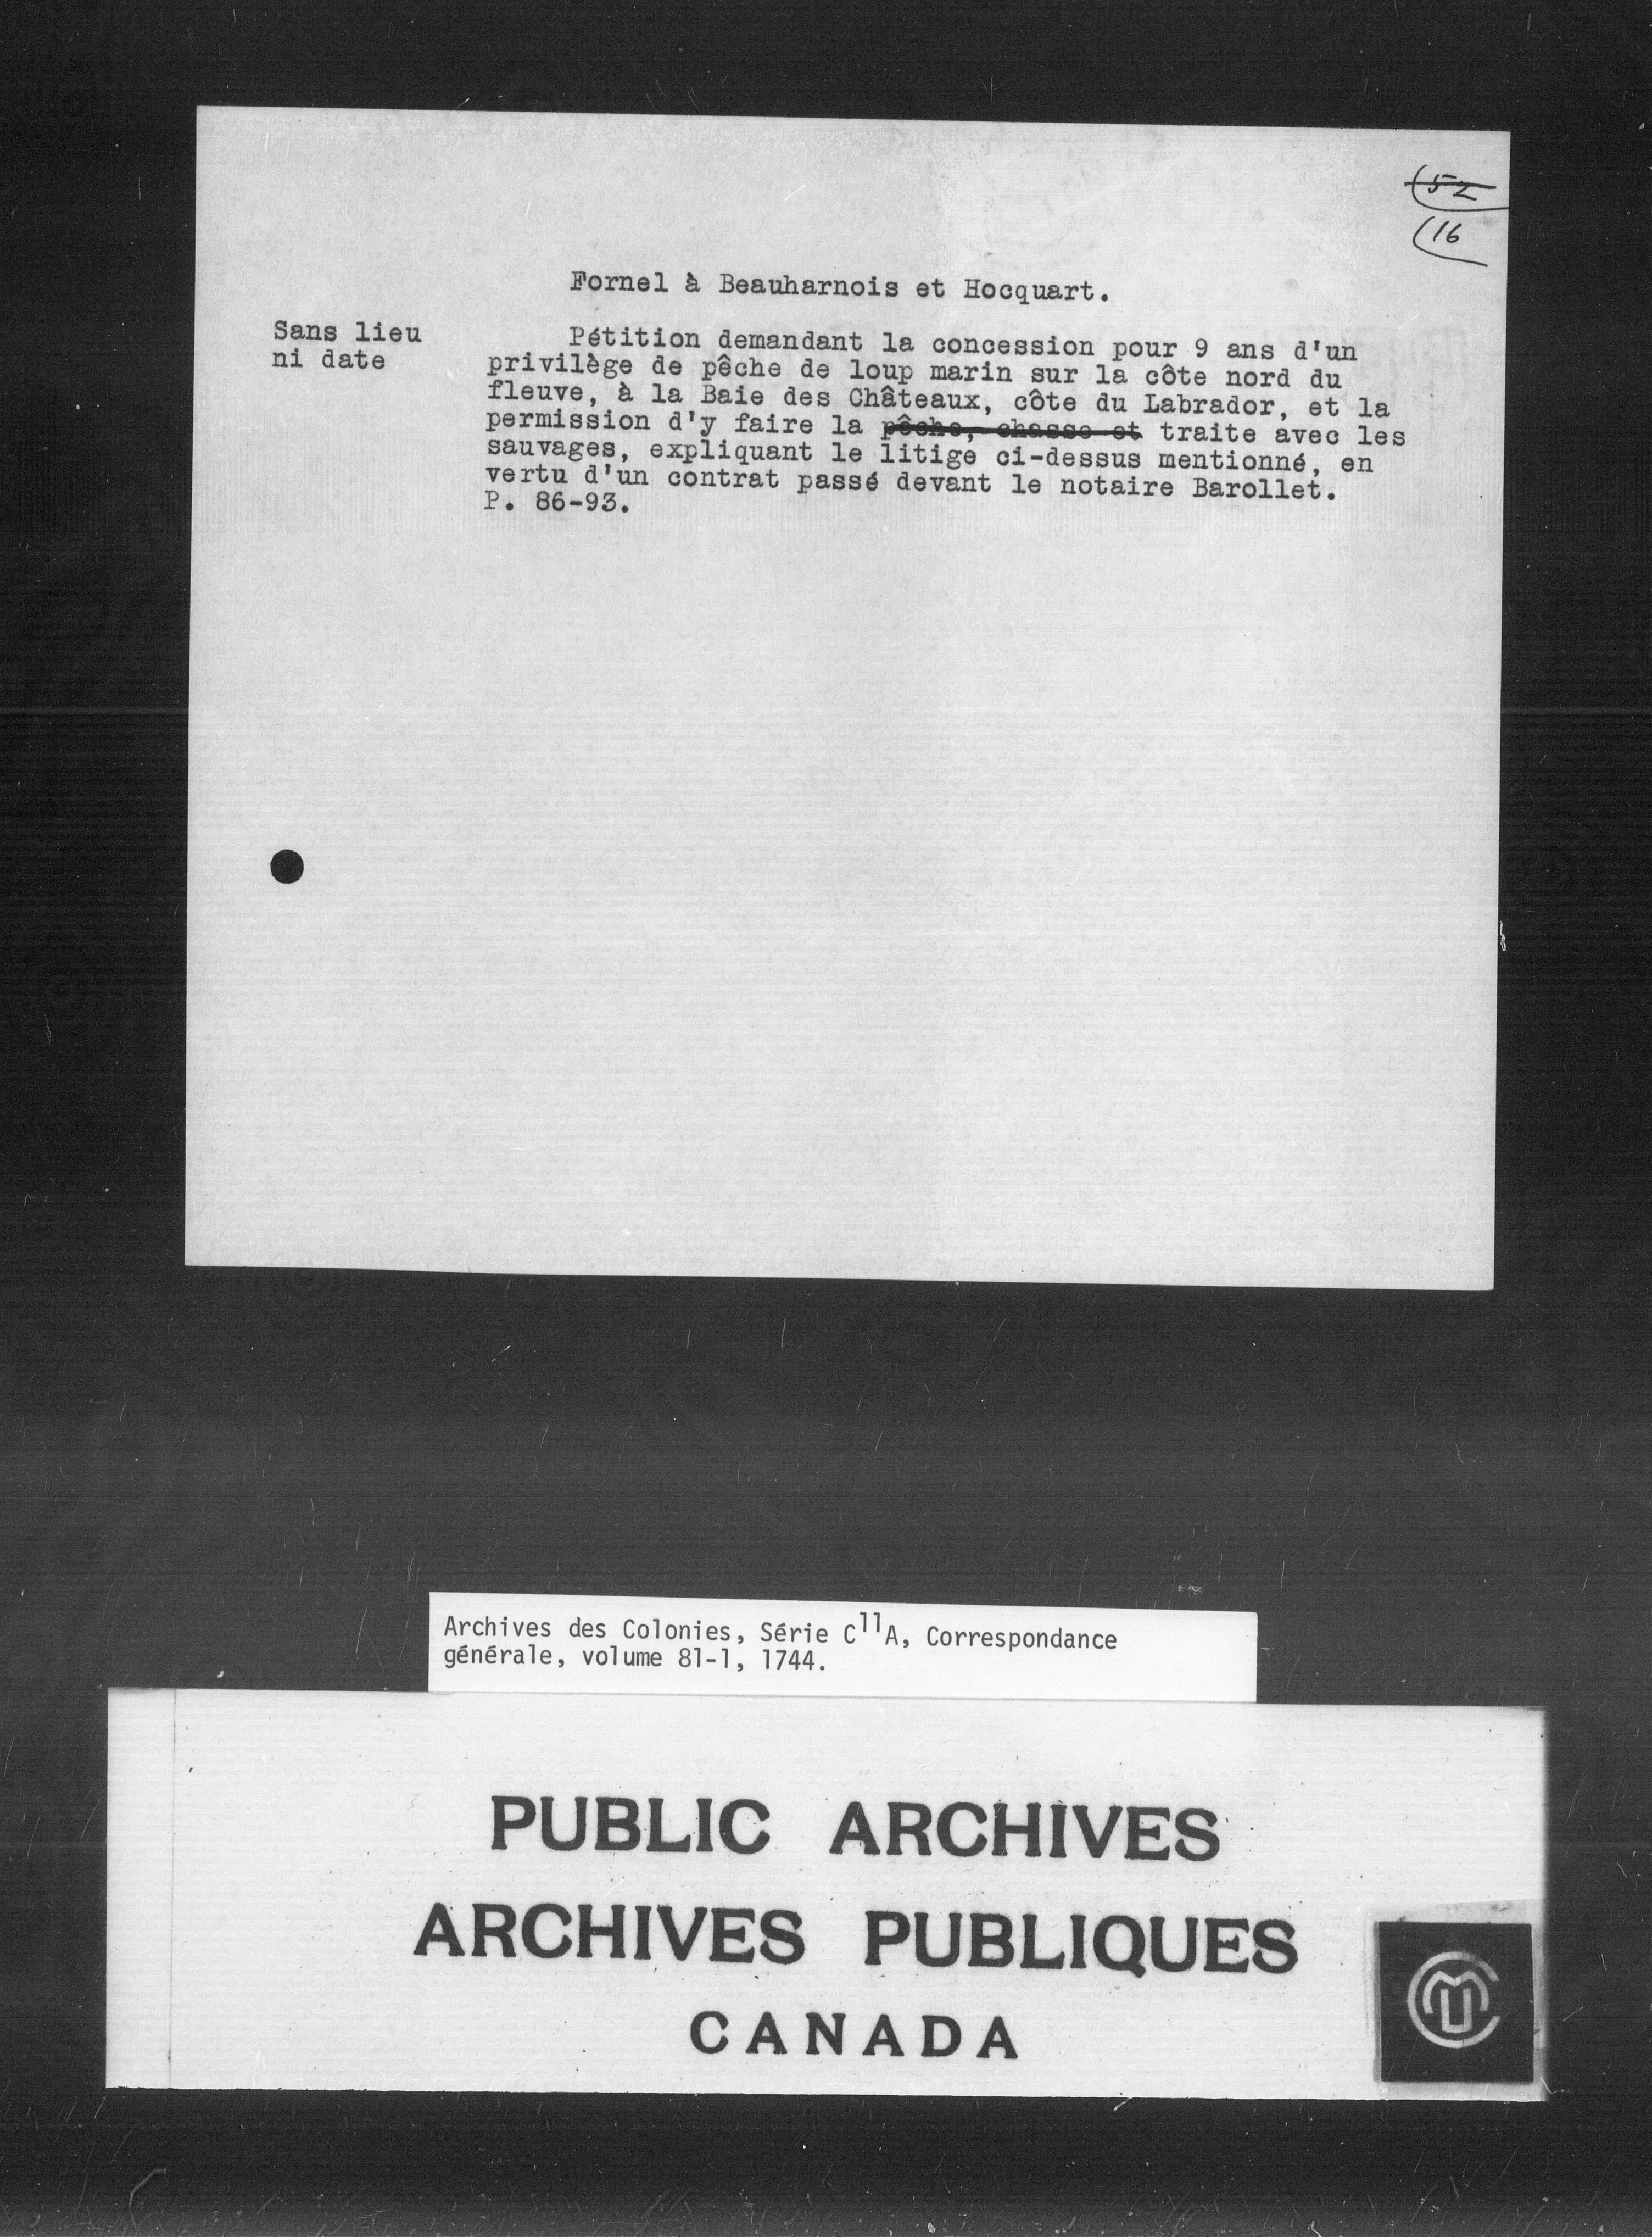 52
16
Fornel à Beauharnois et Hocquart.
Sans lieu
ni date
Pétition demandant la concession pour 9 ans d'un
privilège de pêche de loup marin sur la côte nord du
fleuve, à la Baie des Châteaux, côte du Labrador, et la
permission d'y faire la pêche, chasse et traite avec les
sauvages, expliquant le litige ci-dessus mentionné, en
vertu d'un contrat passé devant le notaire Barollet.
P. 86-93.
Archives des Colonies, Série C11A, Correspondance
générale, volume 81-1, 1744.
PUBLIC ARCHIVES
ARCHIVES PUBLIQUES
CANADA